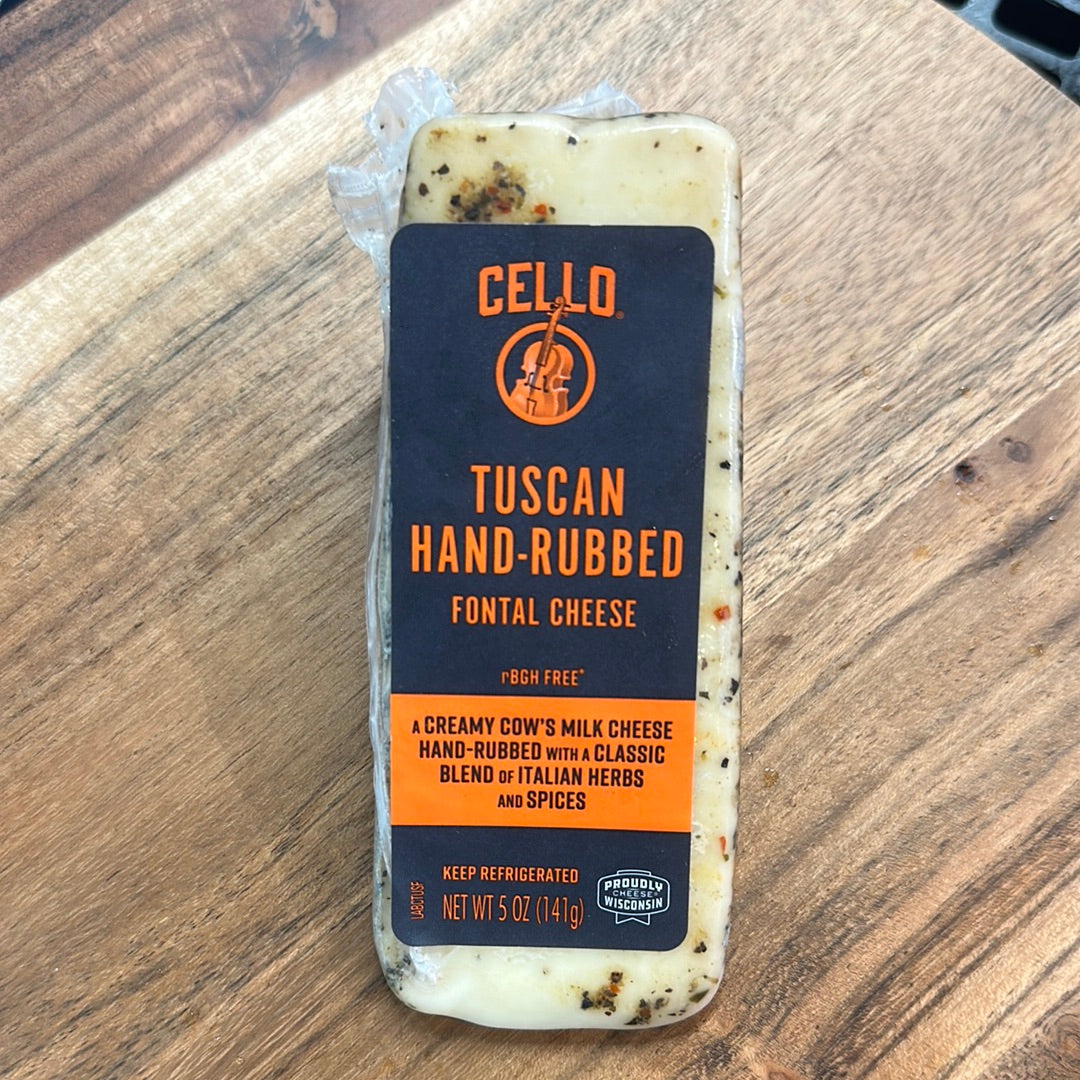 CELLO®
TUSCAN
HAND-RUBBED
FONTAL CHEESE
rBGH FREE*
A CREAMY COW'S MILK CHEESE
HAND-RUBBED WITH A CLASSIC
BLEND OF ITALIAN HERBS
AND SPICES
KEEP REFRIGERATED
NET WT 5 OZ (141g)
PROUDLY
WISCONSIN
CHEESE®
LABCTUSF